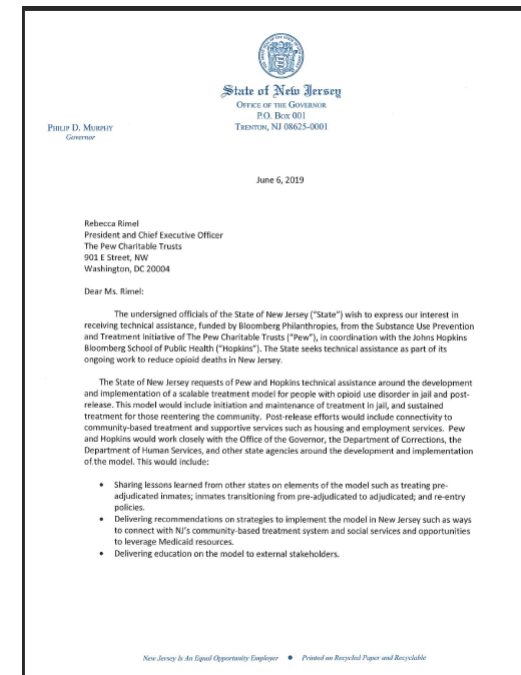 State of New Jersey
OFFICE OF THE GOVERNOR
P.O. BOX 001
TRENTON, NJ 08625-0001
PHILIP D. MURPHY
Governor
June 6, 2019
Rebecca Rimel
President and Chief Executive Officer
The Pew Charitable Trusts
901 E Street, NW
Washington, DC 20004
Dear Ms. Rimel:
The undersigned officials of the State of New Jersey ("State") wish to express our interest in
receiving technical assistance, funded by Bloomberg Philanthropies, from the Substance Use Prevention
and Treatment Initiative of The Pew Charitable Trusts ("Pew"), in coordination with the Johns Hopkins
Bloomberg School of Public Health ("Hopkins"). The State seeks technical assistance as part of its
ongoing work to reduce opioid deaths in New Jersey.
The State of New Jersey requests of Pew and Hopkins technical assistance around the development
and implementation of a scalable treatment model for people with opioid use disorder in jail and post-
release. This model would include initiation and maintenance of treatment in jail, and sustained
treatment for those reentering the community. Post-release efforts would include connectivity to
community-based treatment and supportive services such as housing and employment services. Pew
and Hopkins would work closely with the Office of the Governor, the Department of Corrections, the
Department of Human Services, and other state agencies around the development and implementation
of the model. This would include:
• Sharing lessons learned from other states on elements of the model such as treating pre-
adjudicated inmates; inmates transitioning from pre-adjudicated to adjudicated; and re-entry
policies.
• Delivering recommendations on strategies to implement the model in New Jersey such as ways
to connect with NJ's community-based treatment system and social services and opportunities
to leverage Medicaid resources.
• Delivering education on the model to external stakeholders.
New Jersey Is An Equal Opportunity Employer • Printed on Recycled Paper and Recyclable